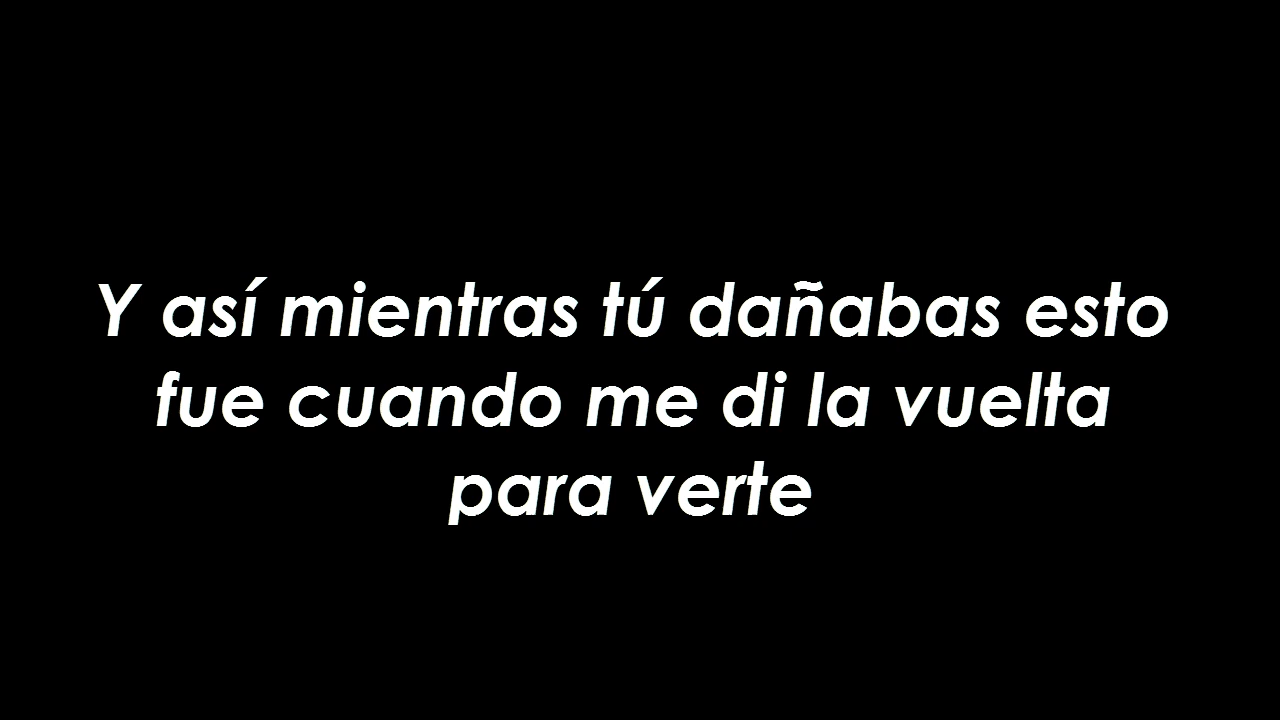 Y así mientras tú dañabas esto
fue cuando me di la vuelta
para verte